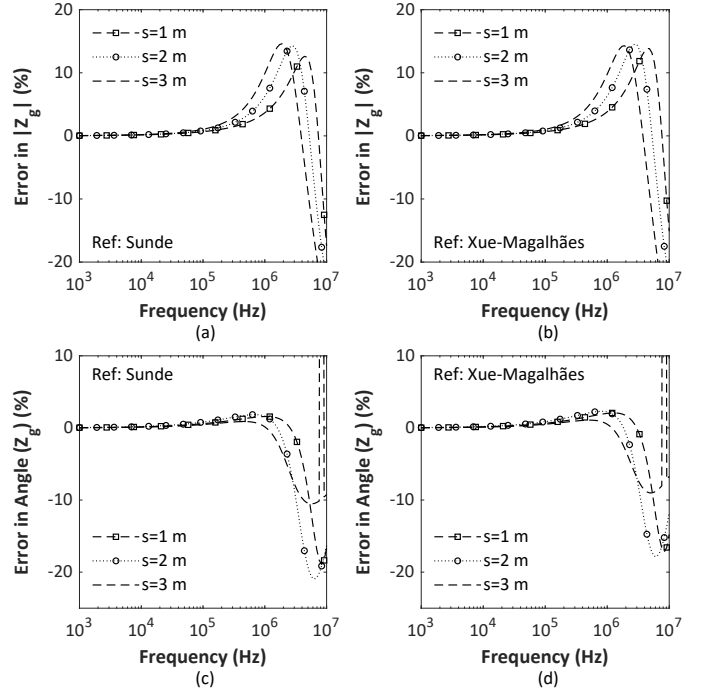 20
10
0
-10
-20
Error in |Z_g| (%)
s=1 m
s=2 m
s=3 m
Ref: Sunde
10^3 10^4 10^5 10^6 10^7
Frequency (Hz)
(a)
20
10
0
-10
-20
Error in |Z_g| (%)
s=1 m
s=2 m
s=3 m
Ref: Xue-Magalhães
10^3 10^4 10^5 10^6 10^7
Frequency (Hz)
(b)
10
0
-10
-20
Error in Angle (Z_g) (%)
Ref: Sunde
s=1 m
s=2 m
s=3 m
10^3 10^4 10^5 10^6 10^7
Frequency (Hz)
(c)
10
0
-10
-20
Error in Angle (Z_g) (%)
Ref: Xue-Magalhães
s=1 m
s=2 m
s=3 m
10^3 10^4 10^5 10^6 10^7
Frequency (Hz)
(d)